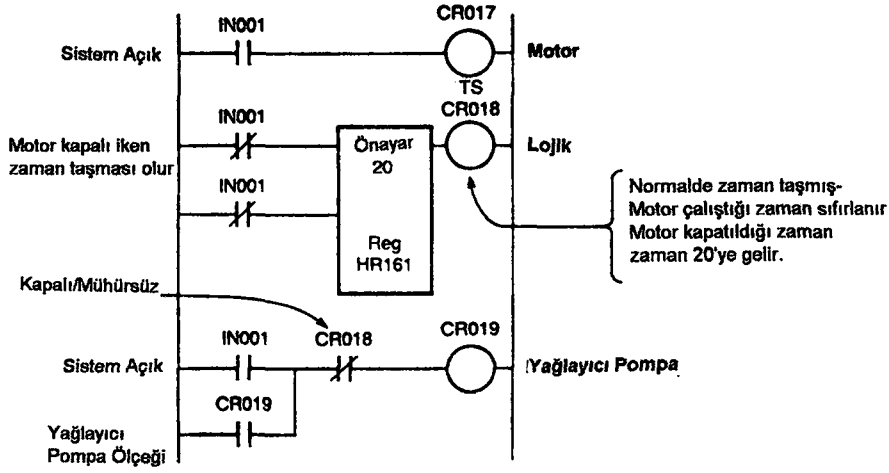 CR017
IN001
Sistem Açık
Motor
TS
CR018
IN001
Motor kapalı iken
zaman taşması olur
Önayar
20
Lojik
IN001
Reg
HR161
Normalde zaman taşmış-
Motor çalıştığı zaman sıfırlanır
Motor kapatıldığı zaman
zaman 20'ye gelir.
Kapalı/Mühürsüz
IN001
CR018
CR019
Sistem Açık
Yağlayıcı Pompa
CR019
Yağlayıcı
Pompa Ölçeği